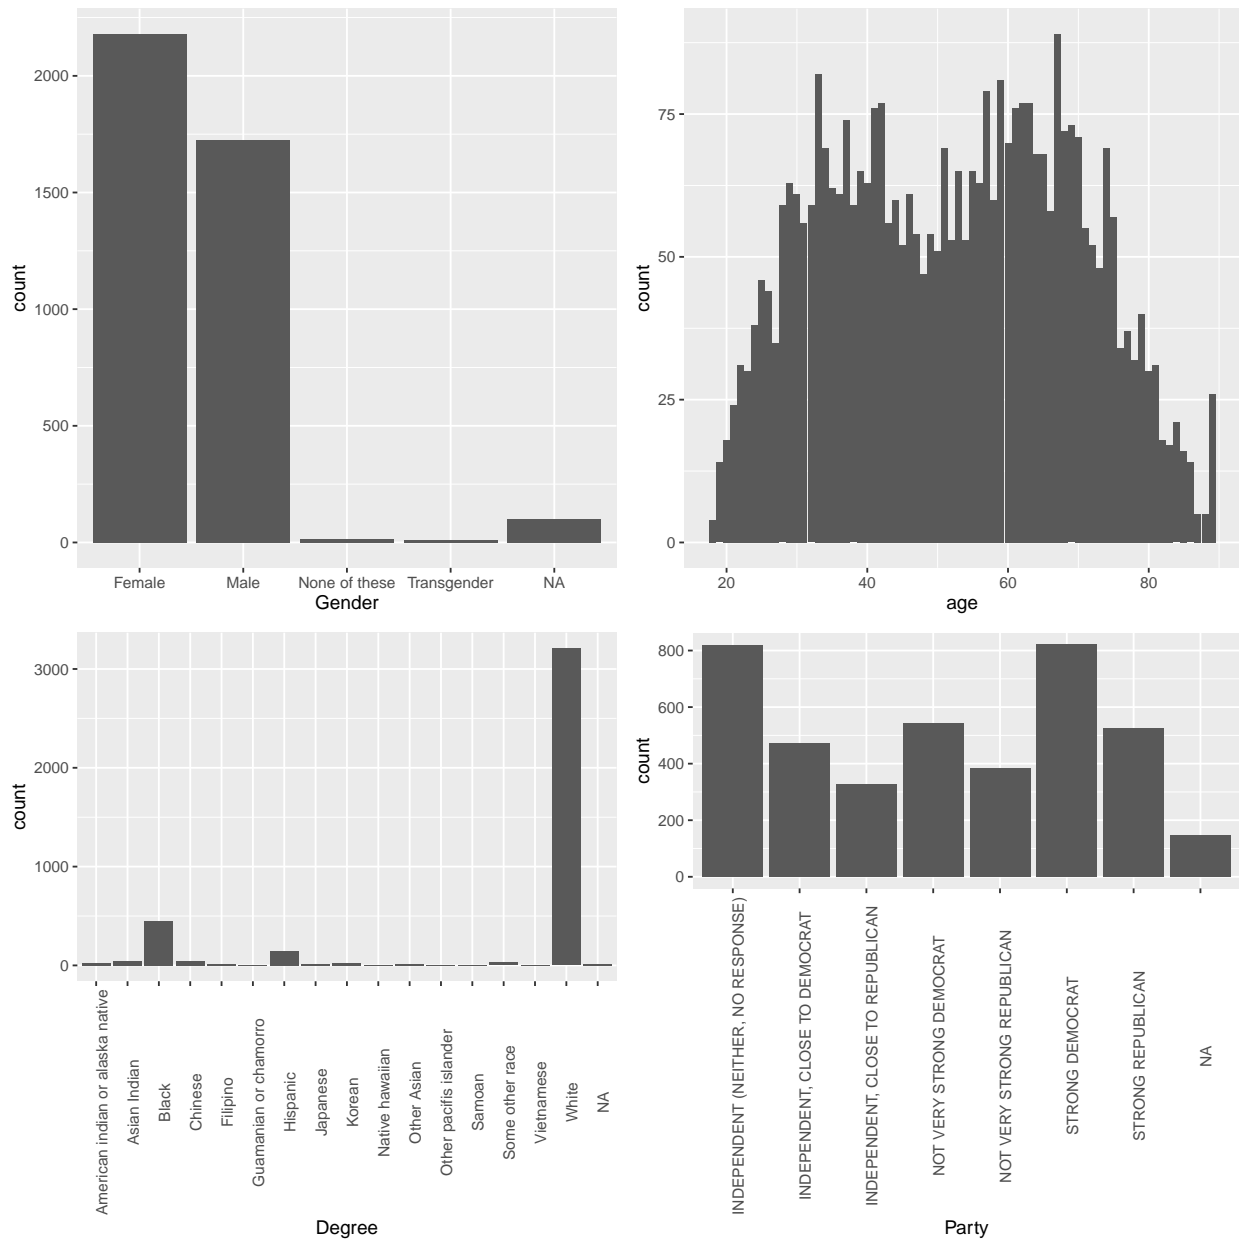 2000
1500
1000
500
0
count
Female
Male
None of these
Transgender
NA
Gender
75
50
25
0
count
20
40
60
80
age
3000
2000
1000
0
count
American indian or alaska native
Asian Indian
Black
Chinese
Filipino
Guamanian or chamorro
Hispanic
Japanese
Korean
Native hawaiian
Other Asian
Other pacifis islander
Samoan
Some other race
Vietnamese
White
NA
Degree
800
600
400
200
0
count
INDEPENDENT (NEITHER, NO RESPONSE)
INDEPENDENT, CLOSE TO DEMOCRAT
INDEPENDENT, CLOSE TO REPUBLICAN
NOT VERY STRONG DEMOCRAT
NOT VERY STRONG REPUBLICAN
STRONG DEMOCRAT
STRONG REPUBLICAN
NA
Party